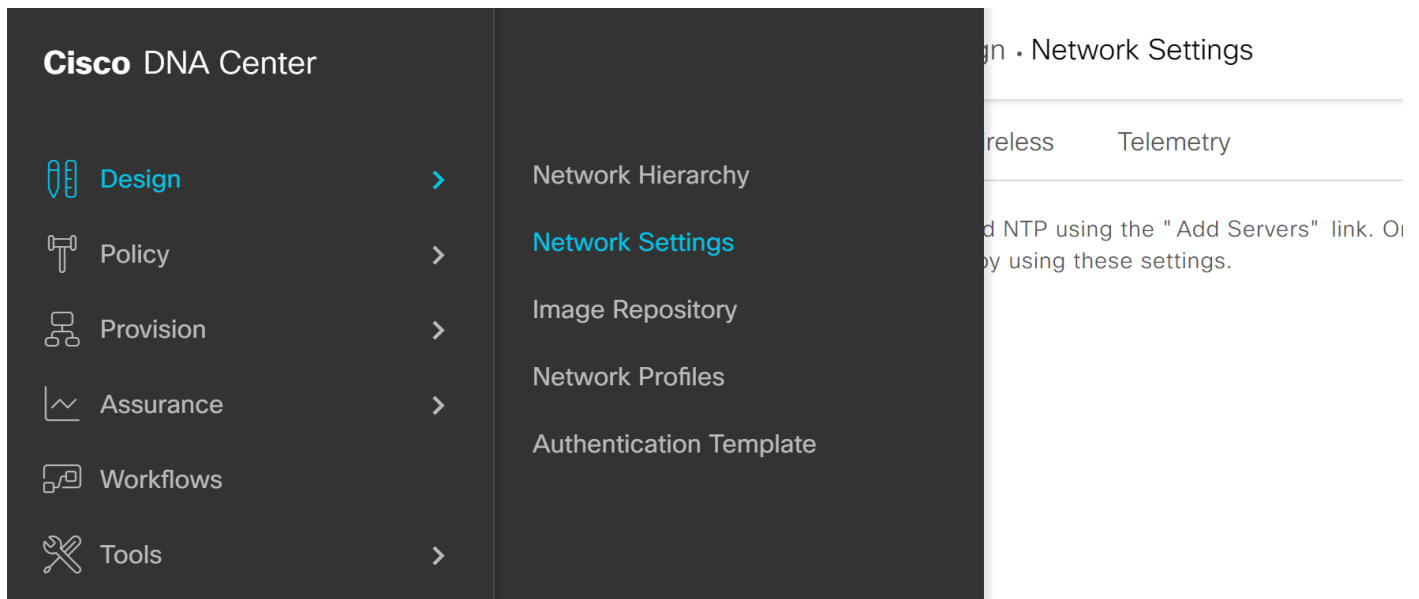 Cisco DNA Center
Design
Policy
Provision
Assurance
Workflows
Tools
Network Hierarchy
Network Settings
Image Repository
Network Profiles
Authentication Template
gn • Network Settings
ireless Telemetry
d NTP using the "Add Servers" link. Or
by using these settings.